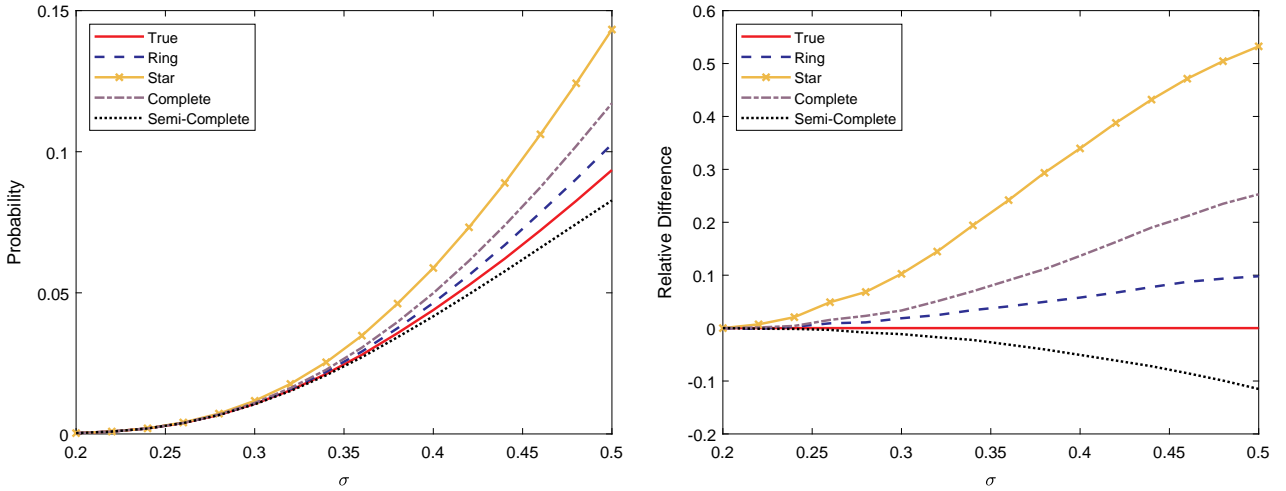 0.15
0.1
0.05
0
Probability
True
Ring
Star
Complete
Semi-Complete
0.2
0.25
0.3
0.35
0.4
0.45
0.5
σ
0.6
0.5
0.4
0.3
0.2
0.1
0
-0.1
-0.2
Relative Difference
True
Ring
Star
Complete
Semi-Complete
0.2
0.25
0.3
0.35
0.4
0.45
0.5
σ